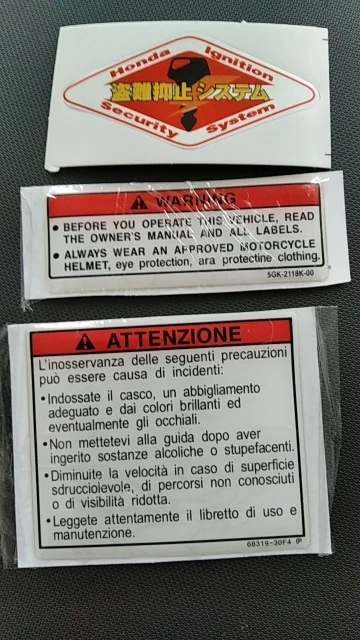 Honda Ignition
盗難抑止システム
Security System
WARNING
• BEFORE YOU OPERATE THIS VEHICLE, READ
THE OWNER'S MANUAL AND ALL LABELS.
• ALWAYS WEAR AN APPROVED MOTORCYCLE
HELMET, eye protection, ara protectine clothing.
5GK-2118K-00
ATTENZIONE
L'inosservanza delle seguenti precauzioni
può essere causa di incidenti:
•Indossate il casco, un abbigliamento
adeguato e dai colori brillanti ed
eventualmente gli occhiali.
•Non mettetevi alla guida dopo aver
ingerito sostanze alcoliche o stupefacenti.
•Diminuite la velocità in caso di superficie
sdrucciolevole, di percorsi non conosciuti
o di visibilità ridotta.
•Leggete attentamente il libretto di uso e
manutenzione.
68319-30F4